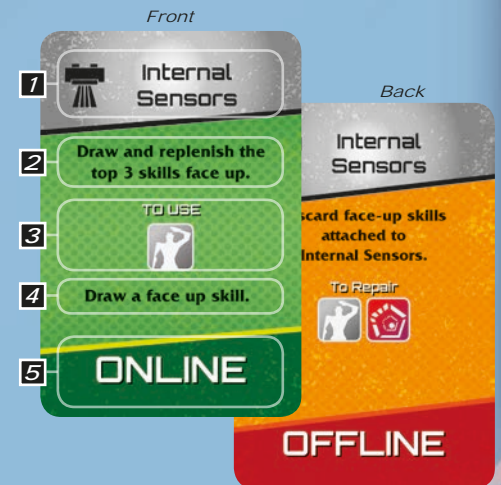 Front
1
Internal
Sensors
2
Draw and replenish the
top 3 skills face up.
3
TO USE
4
Draw a face up skill.
5
ONLINE
Back
Internal
Sensors
face-up skills
attached to
Internal Sensors.
To Repair
OFFLINE